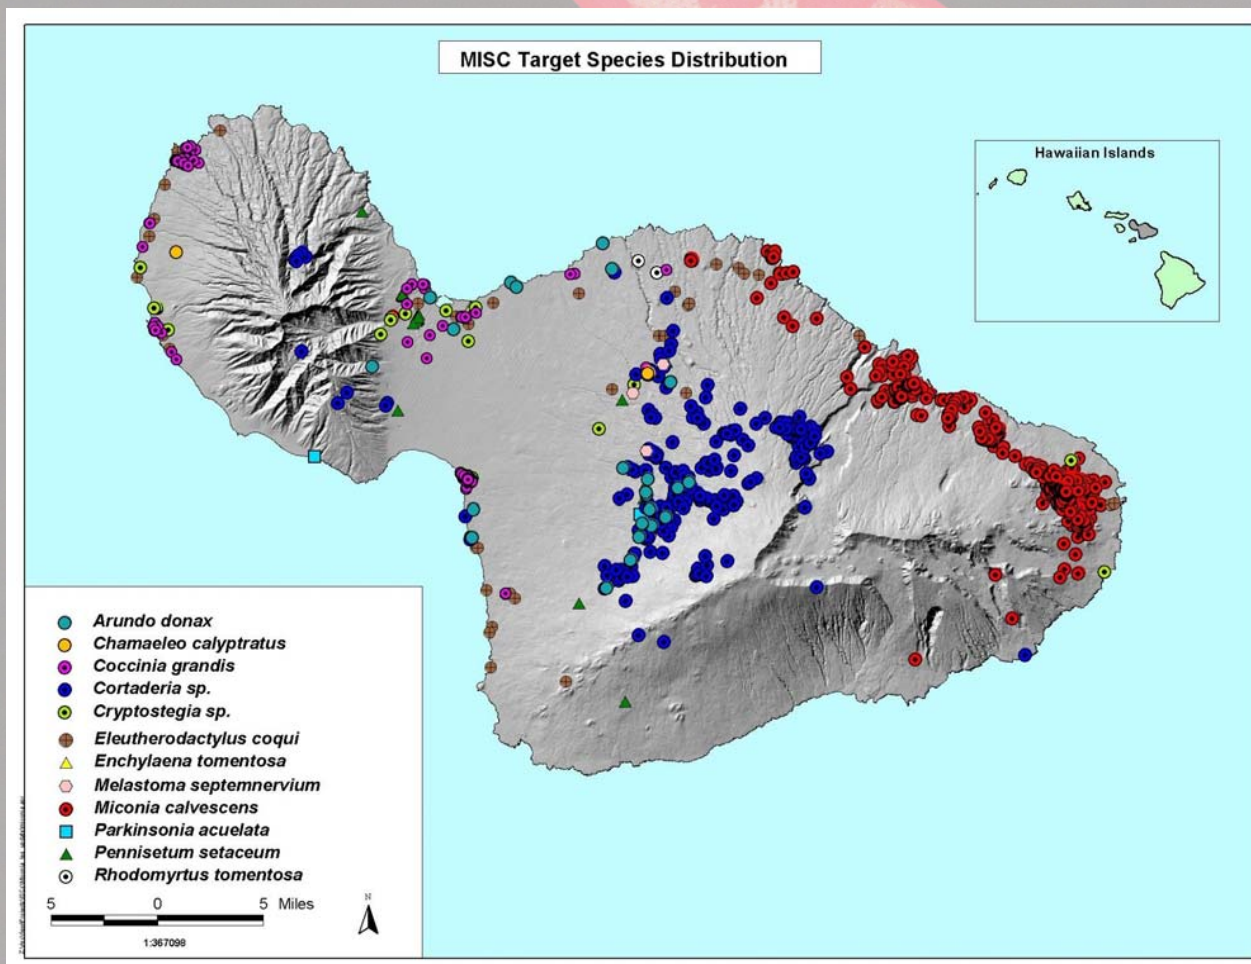 MISC Target Species Distribution
Hawaiian Islands
Arundo donax
Chamaeleo calyptratus
Coccinia grandis
Cortaderia sp.
Cryptostegia sp.
Eleutherodactylus coqui
Enchylaena tomentosa
Melastoma septemnervium
Miconia calvescens
Parkinsonia acuelata
Pennisetum setaceum
Rhodomyrtus tomentosa
5 0 5 Miles
N
1:367098